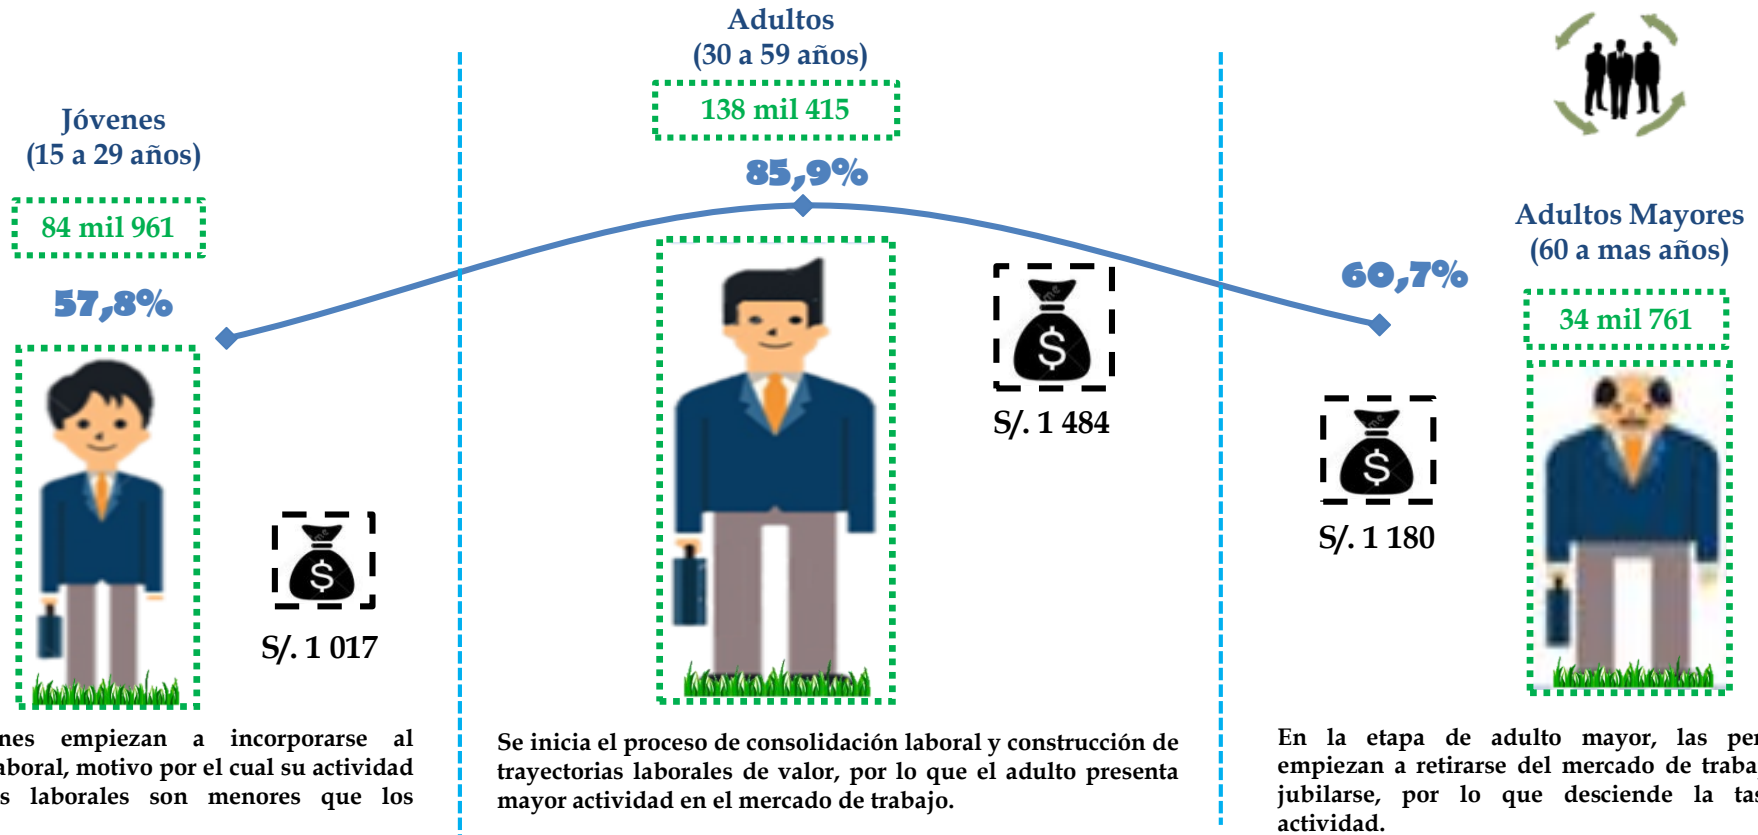 Jóvenes
(15 a 29 años)
84 mil 961
57,8%
S/. 1 017
nes empiezan a incorporarse al
aboral, motivo por el cual su actividad
s laborales son menores que los
Adultos
(30 a 59 años)
138 mil 415
85,9%
$
S/. 1 484
Se inicia el proceso de consolidación laboral y construcción de
trayectorias laborales de valor, por lo que el adulto presenta
mayor actividad en el mercado de trabajo.
Adultos Mayores
(60 a mas años)
60,7%
34 mil 761
$
S/. 1 180
$
En la etapa de adulto mayor, las per
empiezan a retirarse del mercado de traba
jubilarse, por lo que desciende la tas
actividad.